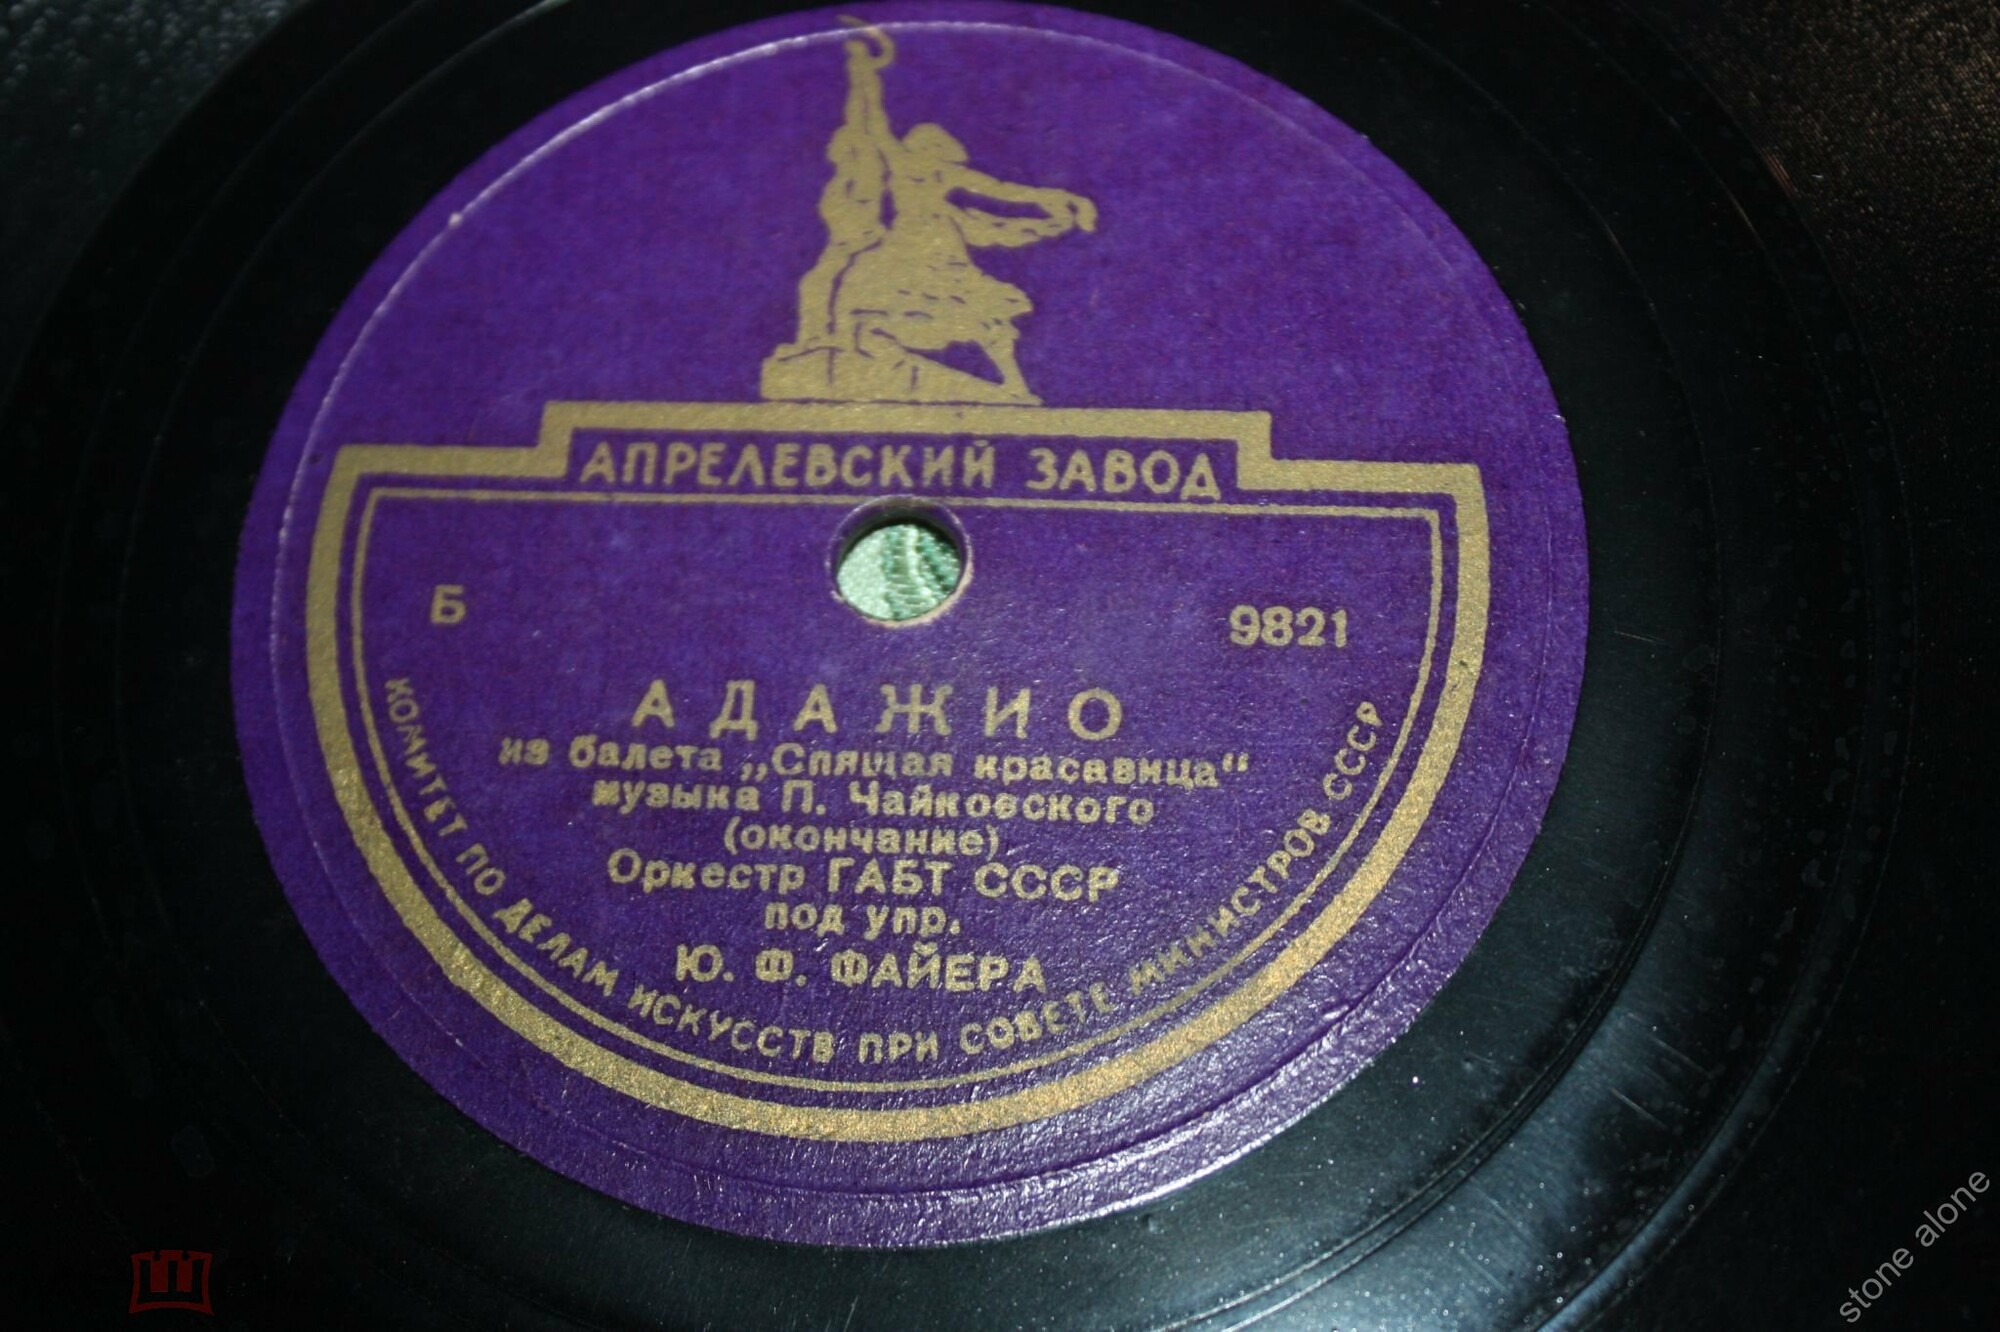 АПРЕЛЕВСКИЙ ЗАВОД
Б 9821
АДАЖИО
из балета „Спящая красавица“
музыка П. Чайковского
(окончание)
Оркестр ГАБТ СССР
под упр.
Ю. Ф. ФАЙЕРА
КОМИТЕТ ПО ДЕЛАМ ИСКУССТВ ПРИ СОВЕТЕ МИНИСТРОВ СССР
stone alone